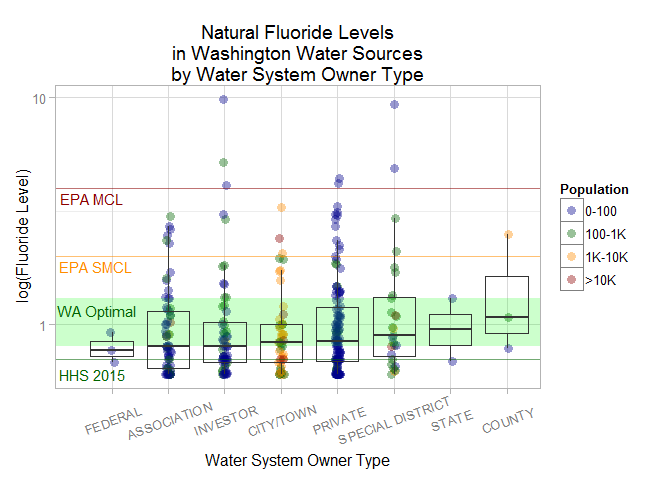 Natural Fluoride Levels
in Washington Water Sources
by Water System Owner Type
log(Fluoride Level)
10
1
EPA MCL
EPA SMCL
WA Optimal
HHS 2015
FEDERAL
ASSOCIATION
INVESTOR
CITY/TOWN
PRIVATE
SPECIAL DISTRICT
STATE
COUNTY
Water System Owner Type
Population
0-100
100-1K
1K-10K
>10K